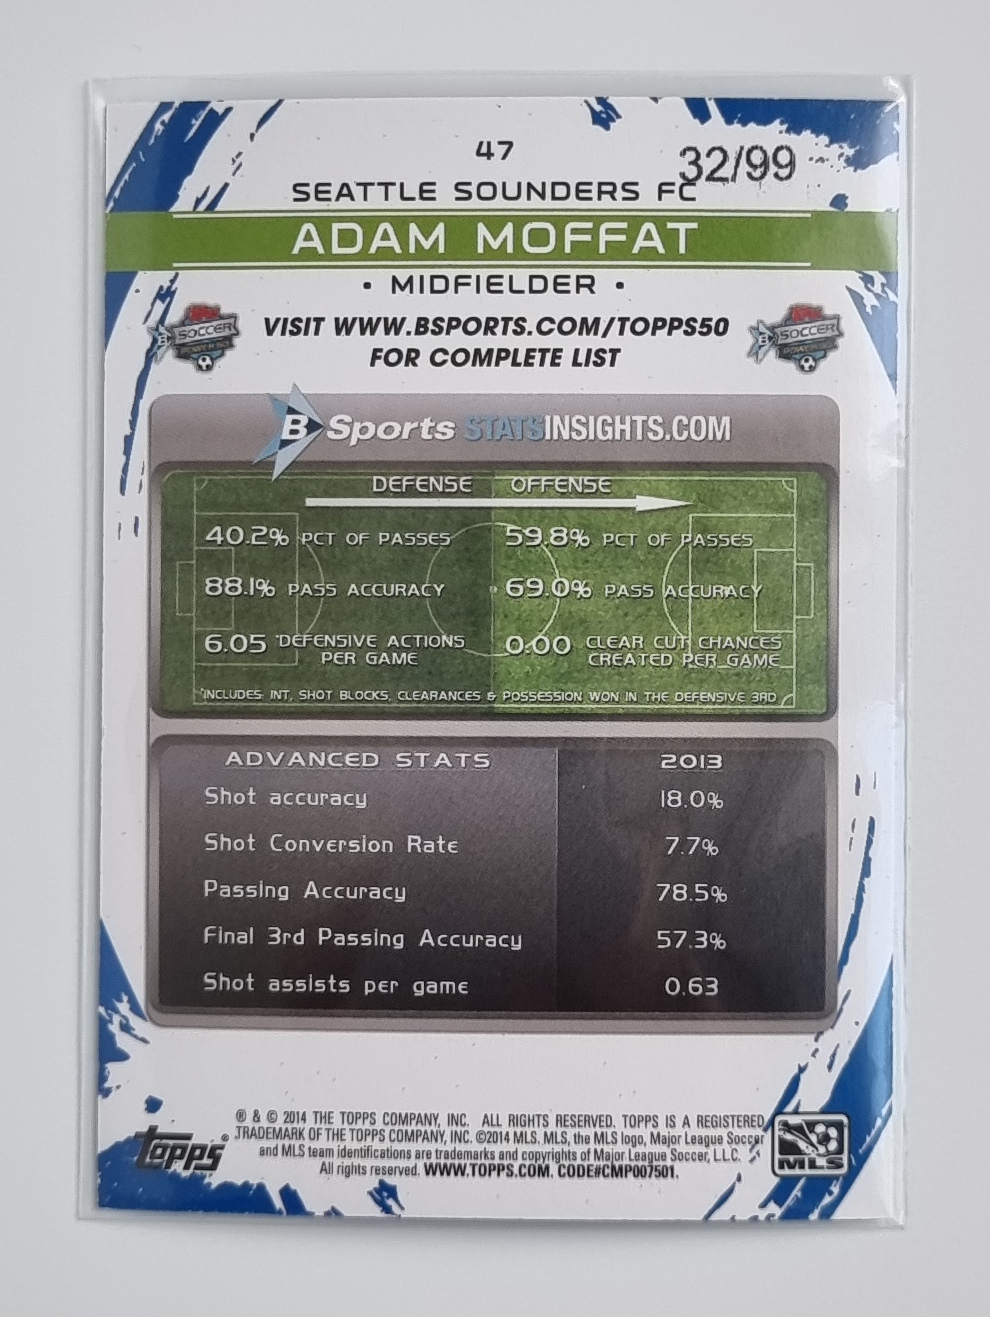 47
32/99
SEATTLE SOUNDERS FC
ADAM MOFFAT
• MIDFIELDER •
B SOCCER
VISIT WWW.BSPORTS.COM/TOPPS50
FOR COMPLETE LIST
B SOCCER
B Sports STATSINSIGHTS.COM
DEFENSE OFFENSE
40.2% PCT OF PASSES 59.8% PCT OF PASSES
88.1% PASS ACCURACY 69.0% PASS ACCURACY
6.05 *DEFENSIVE ACTIONS PER GAME 0.00 CLEAR CUT CHANCES CREATED PER GAME
*INCLUDES: INT, SHOT BLOCKS, CLEARANCES & POSSESSION WON IN THE DEFENSIVE 3RD
ADVANCED STATS 2013
Shot accuracy 18.0%
Shot Conversion Rate 7.7%
Passing Accuracy 78.5%
Final 3rd Passing Accuracy 57.3%
Shot assists per game 0.63
® & © 2014 THE TOPPS COMPANY, INC. ALL RIGHTS RESERVED. TOPPS IS A REGISTERED
TRADEMARK OF THE TOPPS COMPANY, INC. ©2014 MLS. MLS, the MLS logo, Major League Soccer
and MLS team identifications are trademarks and copyrights of Major League Soccer, L.L.C.
All rights reserved. WWW.TOPPS.COM. CODE#CMP007501.
topps®
MLS